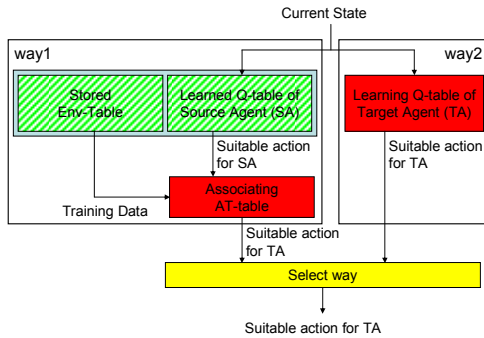 Current State
way1
way2
Stored
Env-Table
Learned Q-table of
Source Agent (SA)
Learning Q-table of
Target Agent (TA)
Suitable action
for SA
Suitable action
for TA
Associating
AT-table
Training Data
Suitable action
for TA
Select way
Suitable action for TA